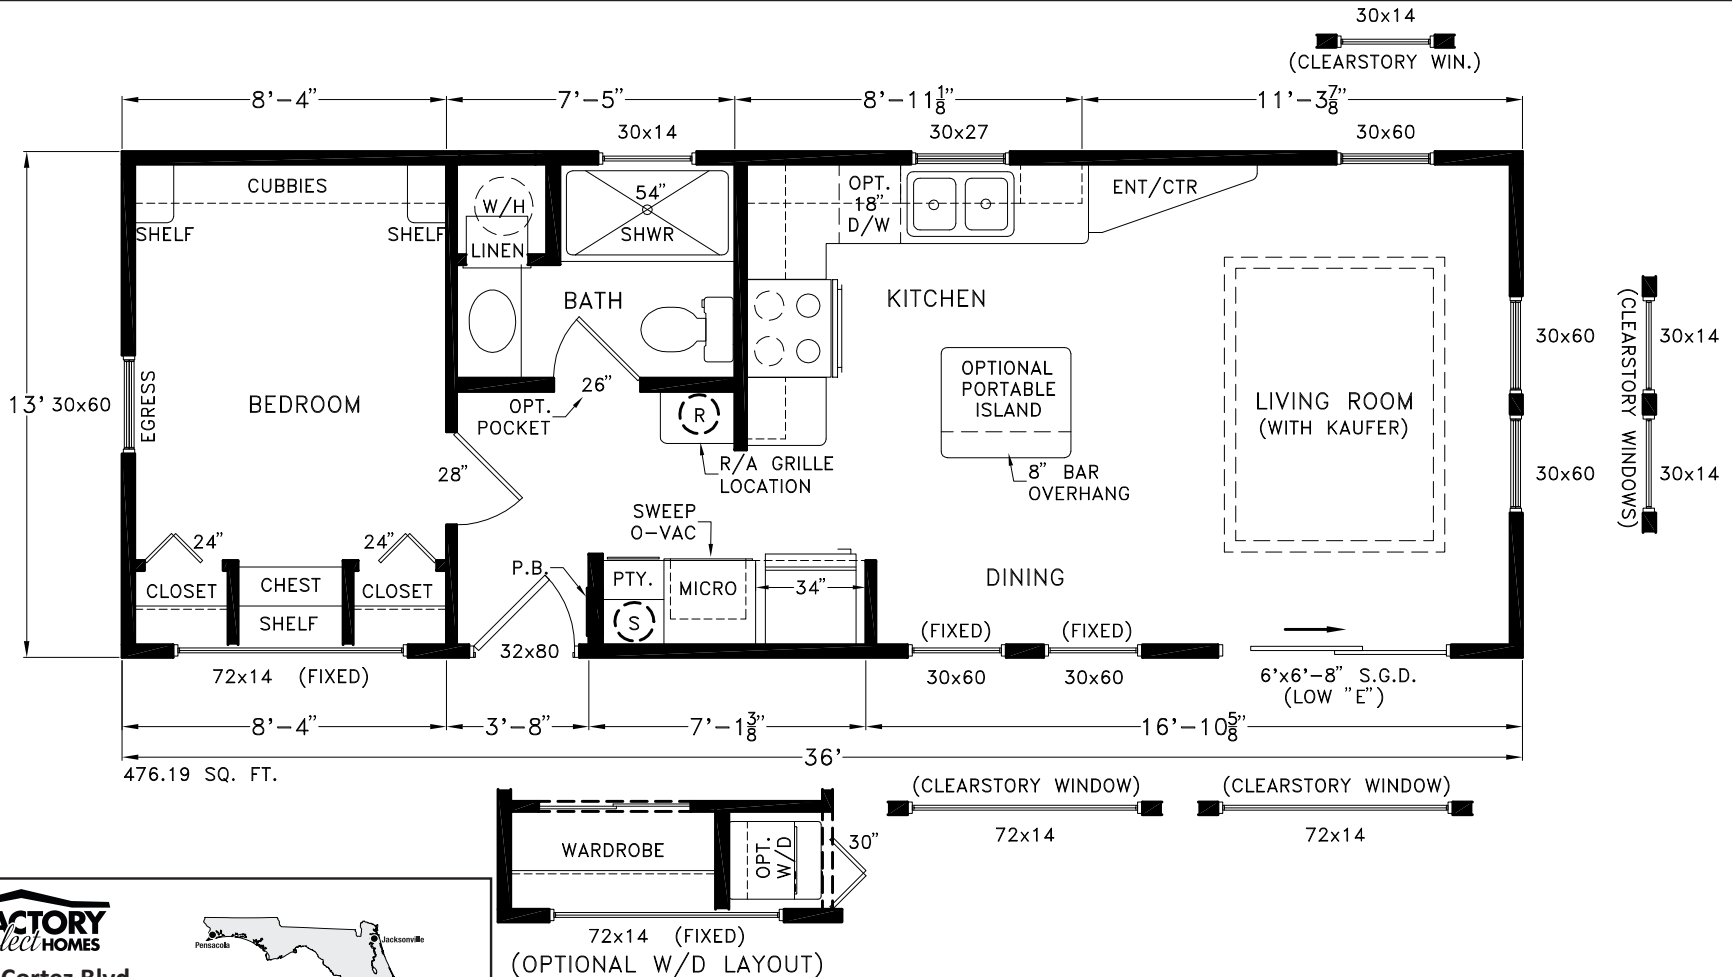 30x14
(CLEARSTORY WIN.)
8'-4"
7'-5"
8'-11 1/8"
11'-3 7/8"
30x14
30x27
30x60
CUBBIES
SHELF
SHELF
W/H
LINEN
54"
SHWR
OPT.
18"
D/W
ENT/CTR
BATH
KITCHEN
13'
30x60
EGRESS
BEDROOM
OPT.
POCKET
26"
R
R/A GRILLE
LOCATION
OPTIONAL
PORTABLE
ISLAND
8" BAR
OVERHANG
LIVING ROOM
(WITH KAUFER)
30x60
30x60
(CLEARSTORY WINDOWS)
30x14
30x14
28"
SWEEP
O-VAC
24"
24"
CLOSET
CHEST
SHELF
CLOSET
P.B.
PTY.
S
MICRO
34"
DINING
72x14 (FIXED)
32x80
(FIXED)
(FIXED)
30x60
30x60
6'x6'-8" S.G.D.
(LOW "E")
8'-4"
3'-8"
7'-1 3/8"
16'-10 5/8"
36'
476.19 SQ. FT.
(CLEARSTORY WINDOW)
(CLEARSTORY WINDOW)
72x14
72x14
WARDROBE
OPT.
W/D
30"
72x14 (FIXED)
(OPTIONAL W/D LAYOUT)
HOMES
Pensacola
Jacksonville
Cortez Blvd